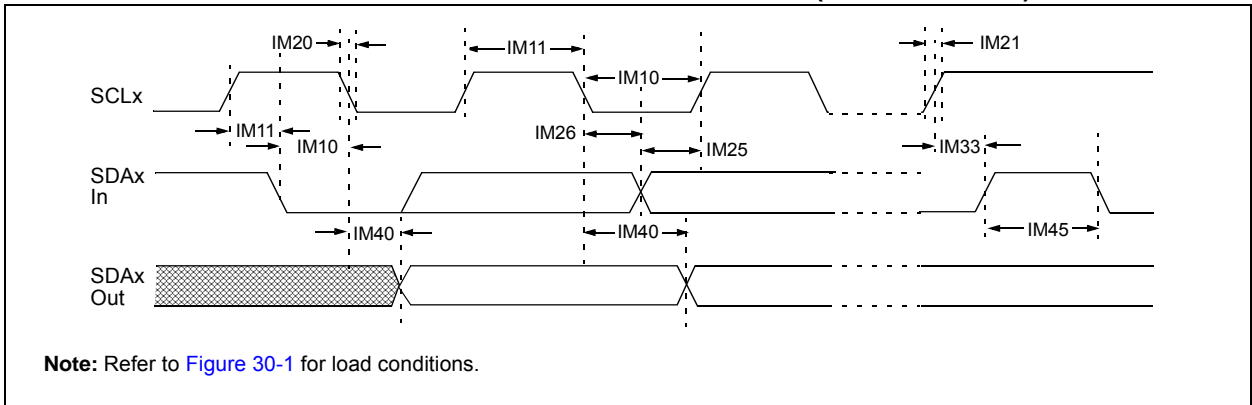 IM20
IM11
IM21
IM10
SCLx
IM11
IM10
IM26
IM25
IM33
SDAx
In
IM40
IM40
IM45
SDAx
Out
Note: Refer to Figure 30-1 for load conditions.